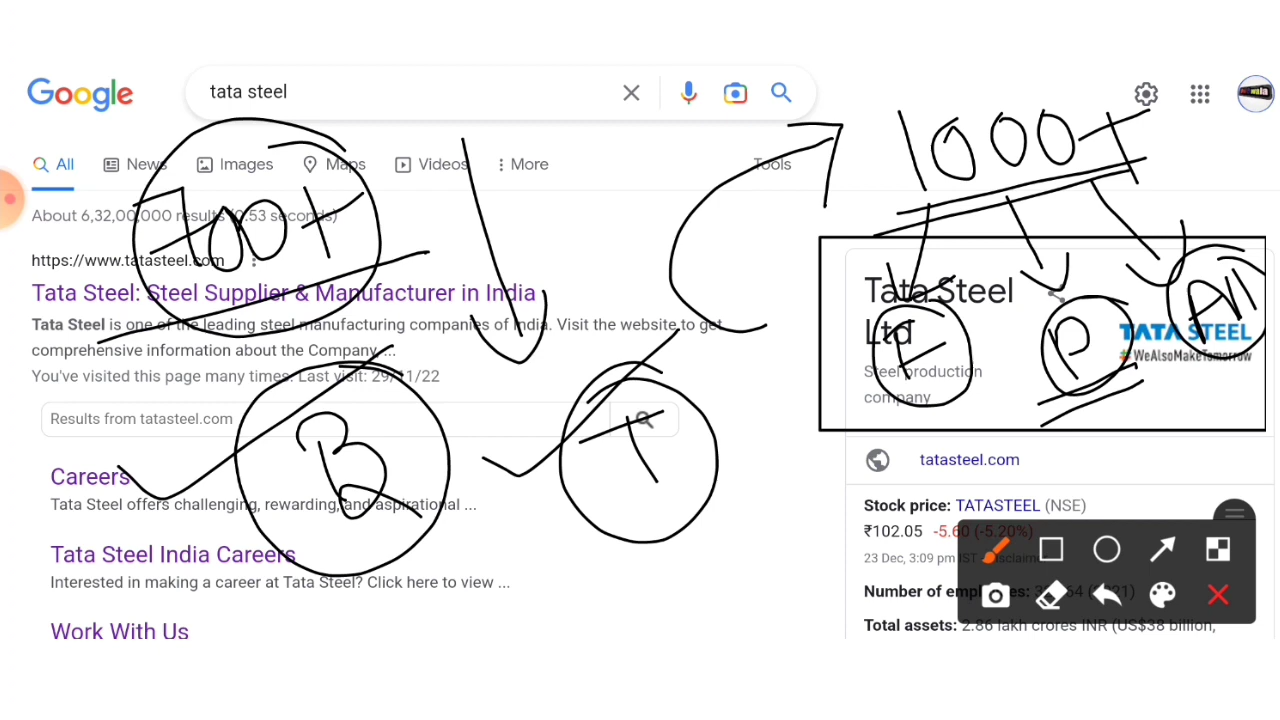 Google
tata steel
All News Images Maps Videos More Tools
About 6,32,00,000 results (0.53 seconds)
1000+
700+
https://www.tatasteel.com
Tata Steel: Steel Supplier & Manufacturer in India
Tata Steel is one of the leading steel manufacturing companies of India. Visit the website to get
comprehensive information about the Company. ...
You've visited this page many times. Last visit: 29/11/22
Results from tatasteel.com
Careers
Tata Steel offers challenging, rewarding, and aspirational ...
Tata Steel India Careers
Interested in making a career at Tata Steel? Click here to view ...
Work With Us
B
T
Tata Steel
Ltd
Steel production
company
F
P
All
TATA STEEL
#WeAlsoMakeTomorrow
tatasteel.com
Stock price: TATASTEEL (NSE)
₹102.05 -5.60 (-5.20%)
23 Dec, 3:09 pm IST - Disclaimer
Number of
Total assets: 2.86 lakh crores INR (US$38 billion,